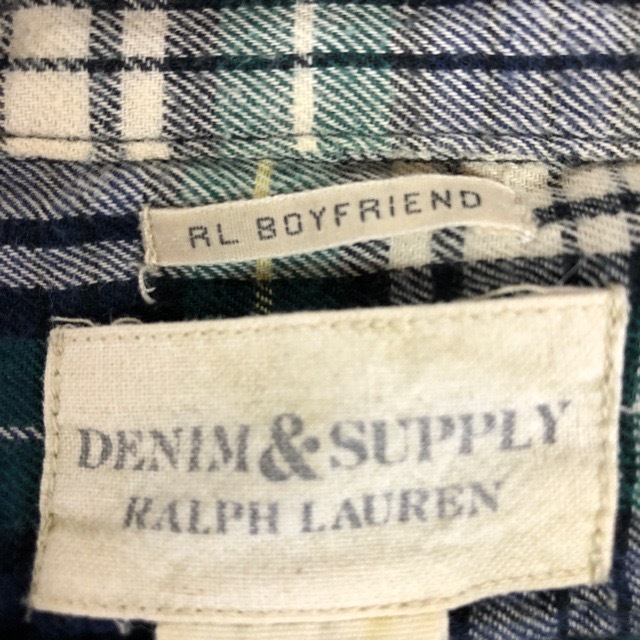 RL BOYFRIEND
DENIM & SUPPLY
RALPH LAUREN